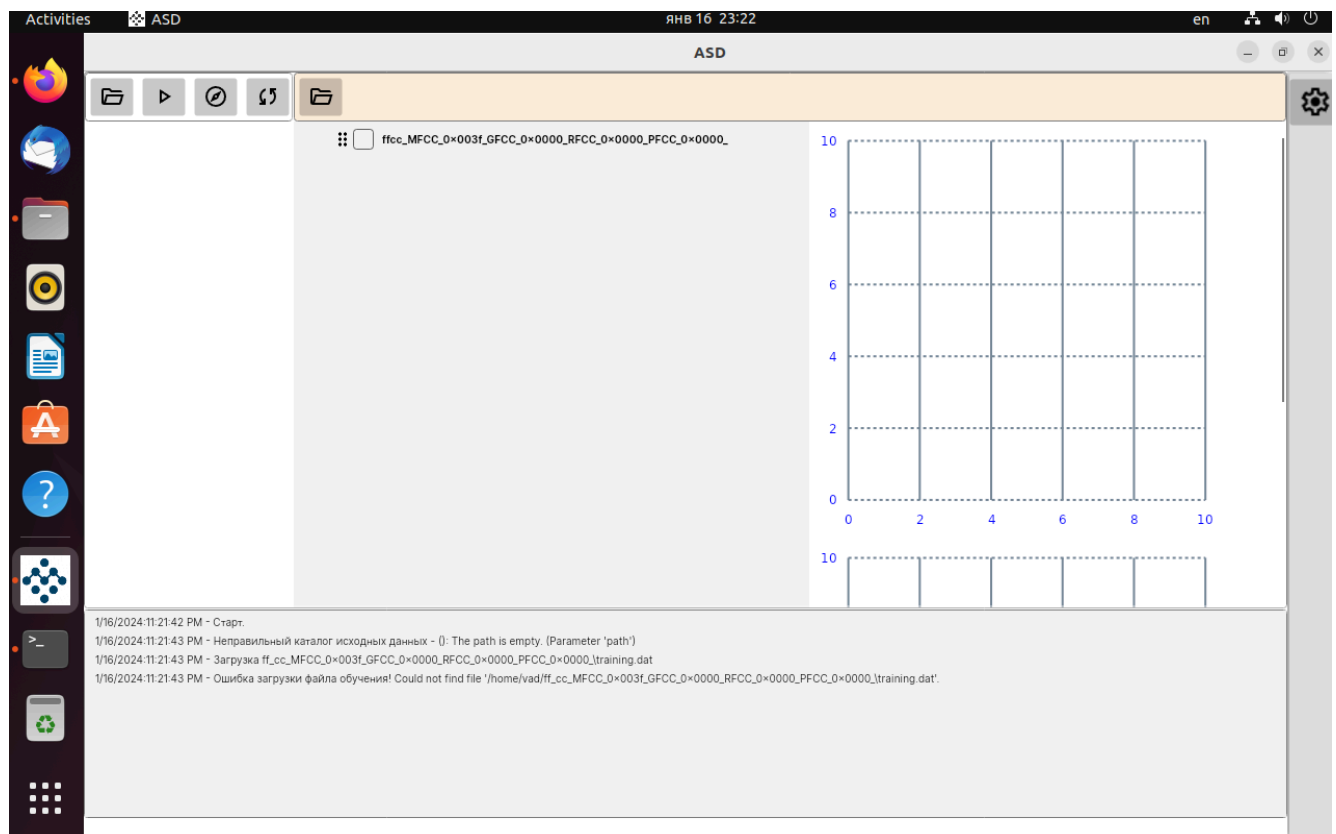 Activities ASD янв 16 23:22 en
ASD
ffcc_MFCC_0×003f_GFCC_0×0000_RFCC_0×0000_PFCC_0×0000_
10
8
6
4
2
0
0 2 4 6 8 10
10
1/16/2024 11:21:42 PM - Старт.
1/16/2024 11:21:43 PM - Неправильный каталог исходных данных - (): The path is empty. (Parameter 'path')
1/16/2024 11:21:43 PM - Загрузка ff_cc_MFCC_0×003f_GFCC_0×0000_RFCC_0×0000_PFCC_0×0000_\training.dat
1/16/2024 11:21:43 PM - Ошибка загрузки файла обучения! Could not find file '/home/vad/ff_cc_MFCC_0×003f_GFCC_0×0000_RFCC_0×0000_PFCC_0×0000_\training.dat'.